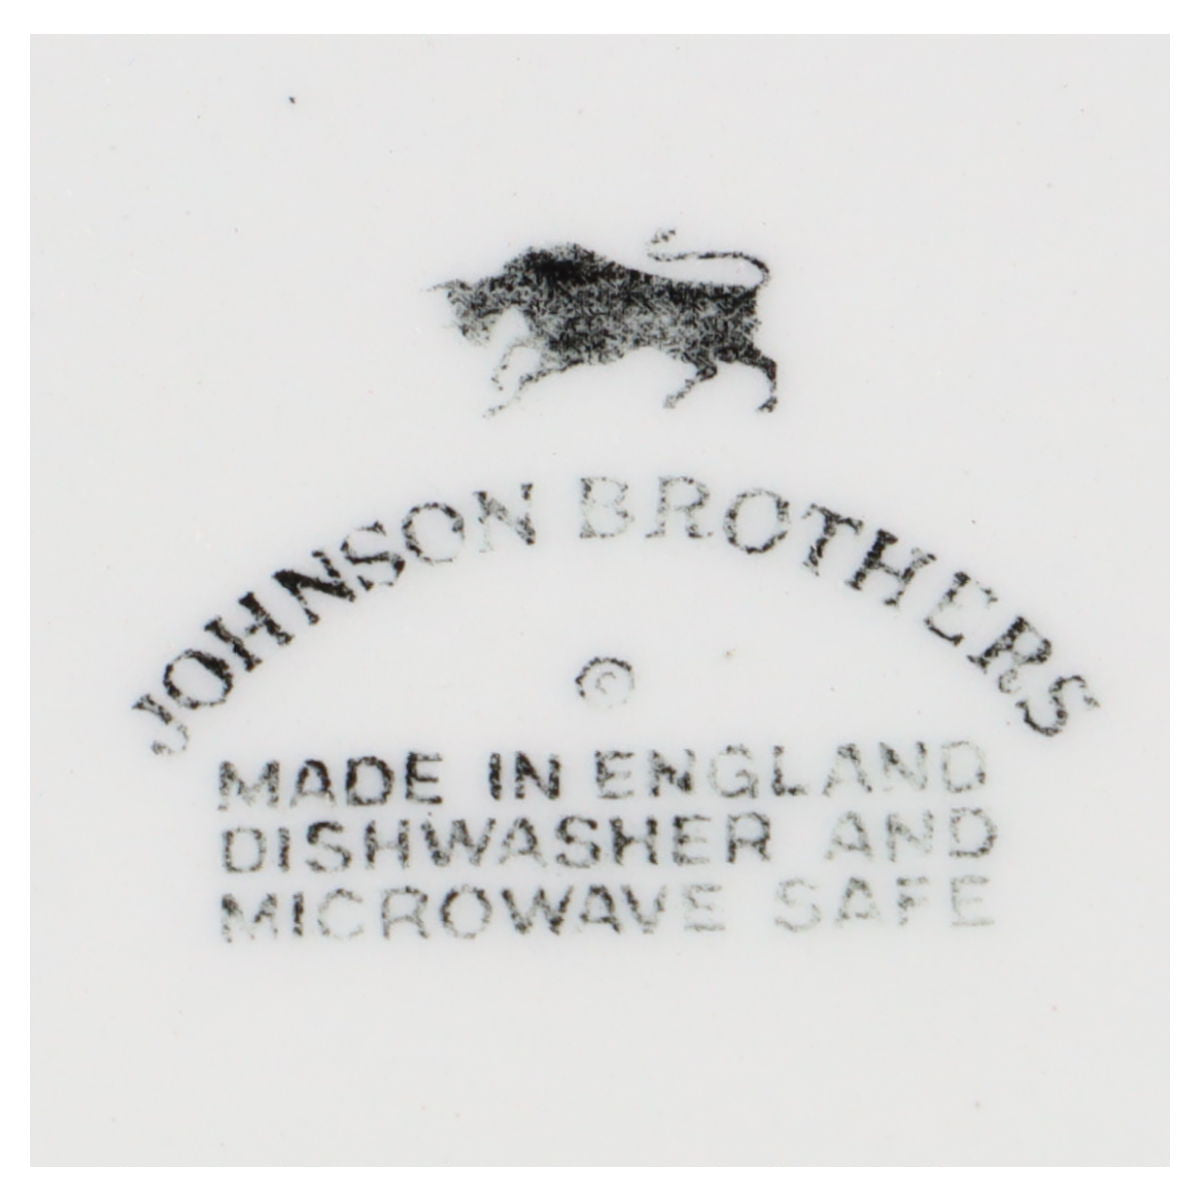 JOHNSON BROTHERS
©
MADE IN ENGLAND
DISHWASHER AND
MICROWAVE SAFE